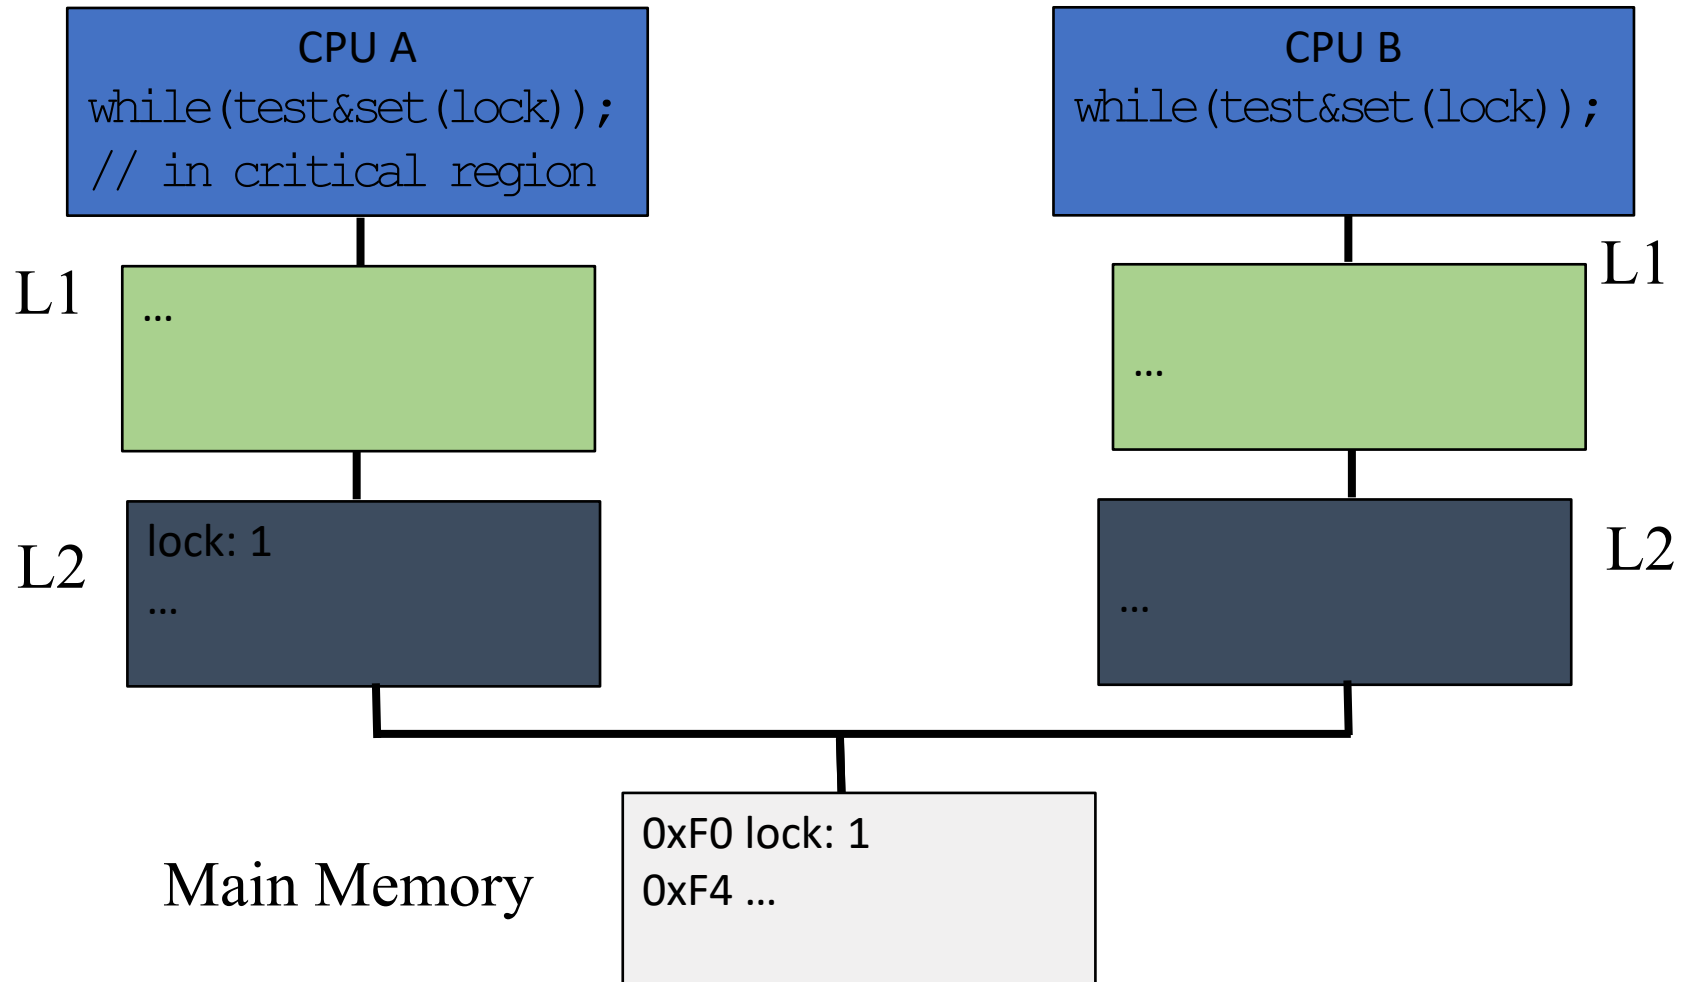 CPU A
while(test&set(lock));
// in critical region
CPU B
while(test&set(lock));
L1
...
L1
...
L2
lock: 1
...
L2
...
Main Memory
0xF0 lock: 1
0xF4 ...